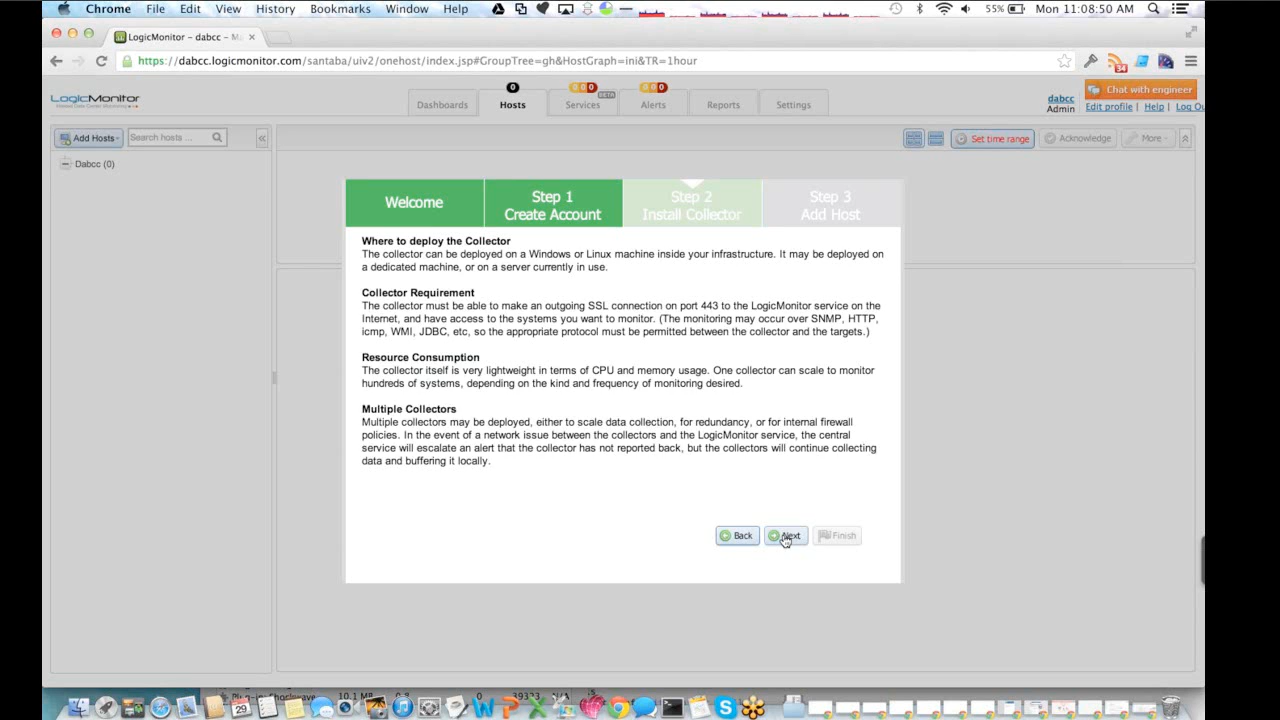 Chrome File Edit View History Bookmarks Window Help 55% Mon 11:08:50 AM
LogicMonitor – dabcc – M
https://dabcc.logicmonitor.com/santaba/uiv2/onehost/index.jsp#GroupTree=gh&HostGraph=ini&TR=1hour
34
LogicMonitor
Dashboards
0
Hosts
0 0 0
Services
BETA
0 0 0
Alerts
Reports
Settings
dabcc
Admin
Chat with engineer
Edit profile | Help | Log Ou
Add Hosts
Search hosts ...
Set time range
Acknowledge
More
Dabcc (0)
Welcome
Step 1
Create Account
Step 2
Install Collector
Step 3
Add Host
Where to deploy the Collector
The collector can be deployed on a Windows or Linux machine inside your infrastructure. It may be deployed on
a dedicated machine, or on a server currently in use.
Collector Requirement
The collector must be able to make an outgoing SSL connection on port 443 to the LogicMonitor service on the
Internet, and have access to the systems you want to monitor. (The monitoring may occur over SNMP, HTTP,
icmp, WMI, JDBC, etc, so the appropriate protocol must be permitted between the collector and the targets.)
Resource Consumption
The collector itself is very lightweight in terms of CPU and memory usage. One collector can scale to monitor
hundreds of systems, depending on the kind and frequency of monitoring desired.
Multiple Collectors
Multiple collectors may be deployed, either to scale data collection, for redundancy, or for internal firewall
policies. In the event of a network issue between the collectors and the LogicMonitor service, the central
service will escalate an alert that the collector has not reported back, but the collectors will continue collecting
data and buffering it locally.
Back
Next
Finish
29